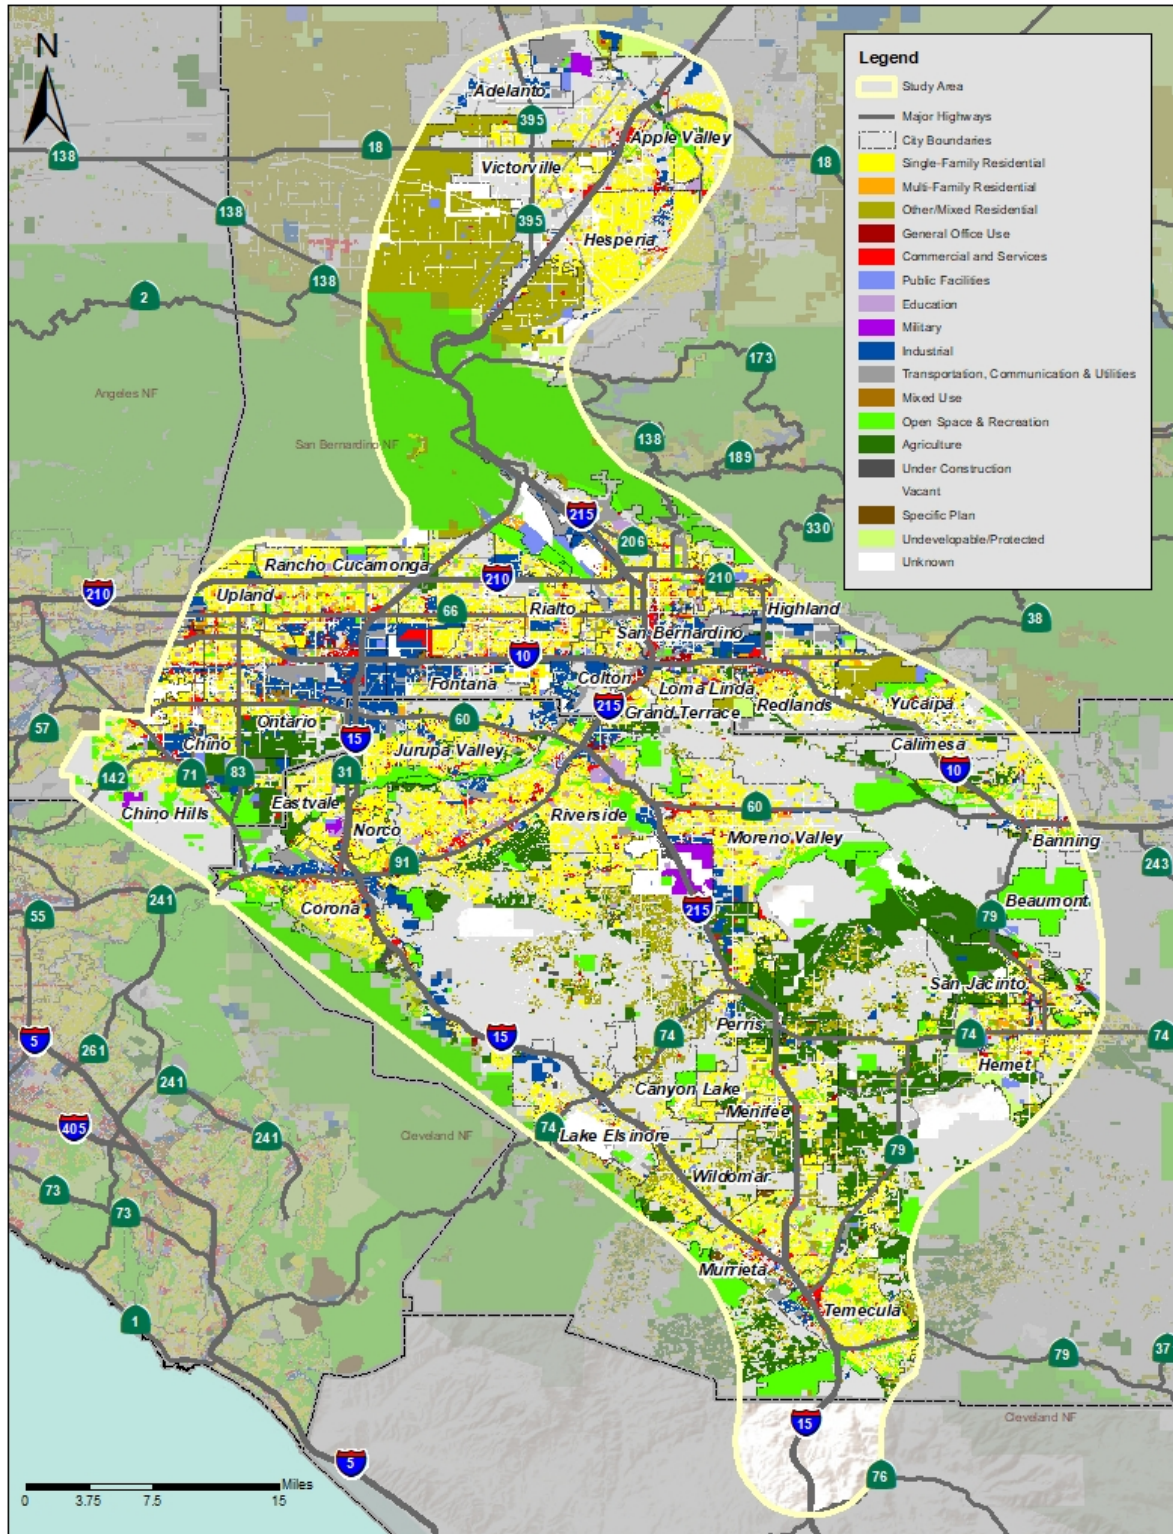 N
Legend
Study Area
Major Highways
City Boundaries
Single-Family Residential
Multi-Family Residential
Other/Mixed Residential
General Office Use
Commercial and Services
Public Facilities
Education
Military
Industrial
Transportation, Communication & Utilities
Mixed Use
Open Space & Recreation
Agriculture
Under Construction
Vacant
Specific Plan
Undevelopable/Protected
Unknown
Adelanto
395
Apple Valley
138
18
18
Victorville
138
395
Hesperia
138
2
173
Angeles NF
San Bernardino NF
138
189
215
330
206
Rancho Cucamonga
210
210
210
Upland
66
Rialto
Highland
38
San Bernardino
10
Fontana
Colton
Loma Linda
215
Redlands
Yucaipa
Grand Terrace
57
Ontario
60
15
Chino
Jurupa Valley
Calimesa
10
142
71
83
31
Eastvale
Chino Hills
Riverside
60
Norco
Moreno Valley
Banning
91
243
241
Corona
215
Beaumont
55
79
San Jacinto
Perris
5
15
74
74
74
261
Hemet
241
Canyon Lake
Menifee
405
241
Cleveland NF
74
Lake Elsinore
79
Wildomar
73
73
Murrieta
Temecula
1
79
37
15
Cleveland NF
5
76
Miles
0 3.75 7.5 15